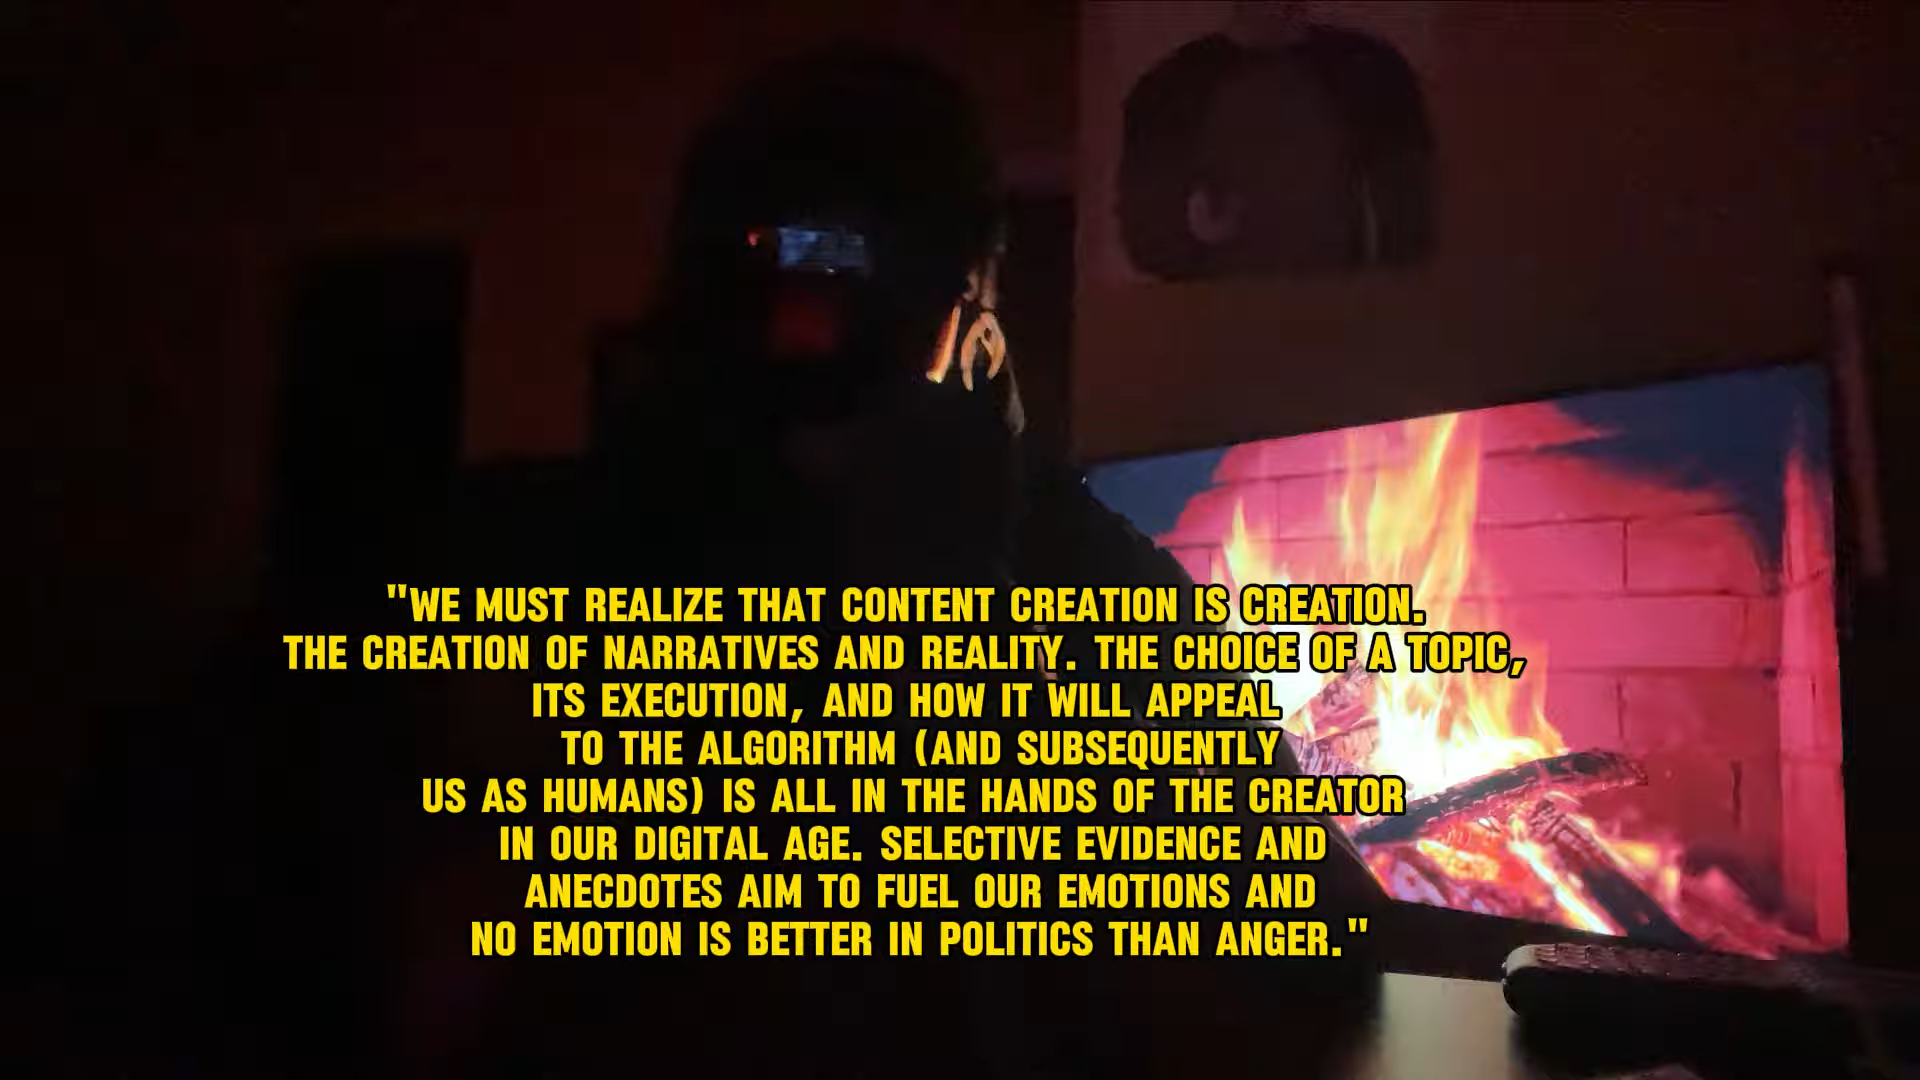 "WE MUST REALIZE THAT CONTENT CREATION IS CREATION.
THE CREATION OF NARRATIVES AND REALITY. THE CHOICE OF A TOPIC,
ITS EXECUTION, AND HOW IT WILL APPEAL
TO THE ALGORITHM (AND SUBSEQUENTLY
US AS HUMANS) IS ALL IN THE HANDS OF THE CREATOR
IN OUR DIGITAL AGE. SELECTIVE EVIDENCE AND
ANECDOTES AIM TO FUEL OUR EMOTIONS AND
NO EMOTION IS BETTER IN POLITICS THAN ANGER."